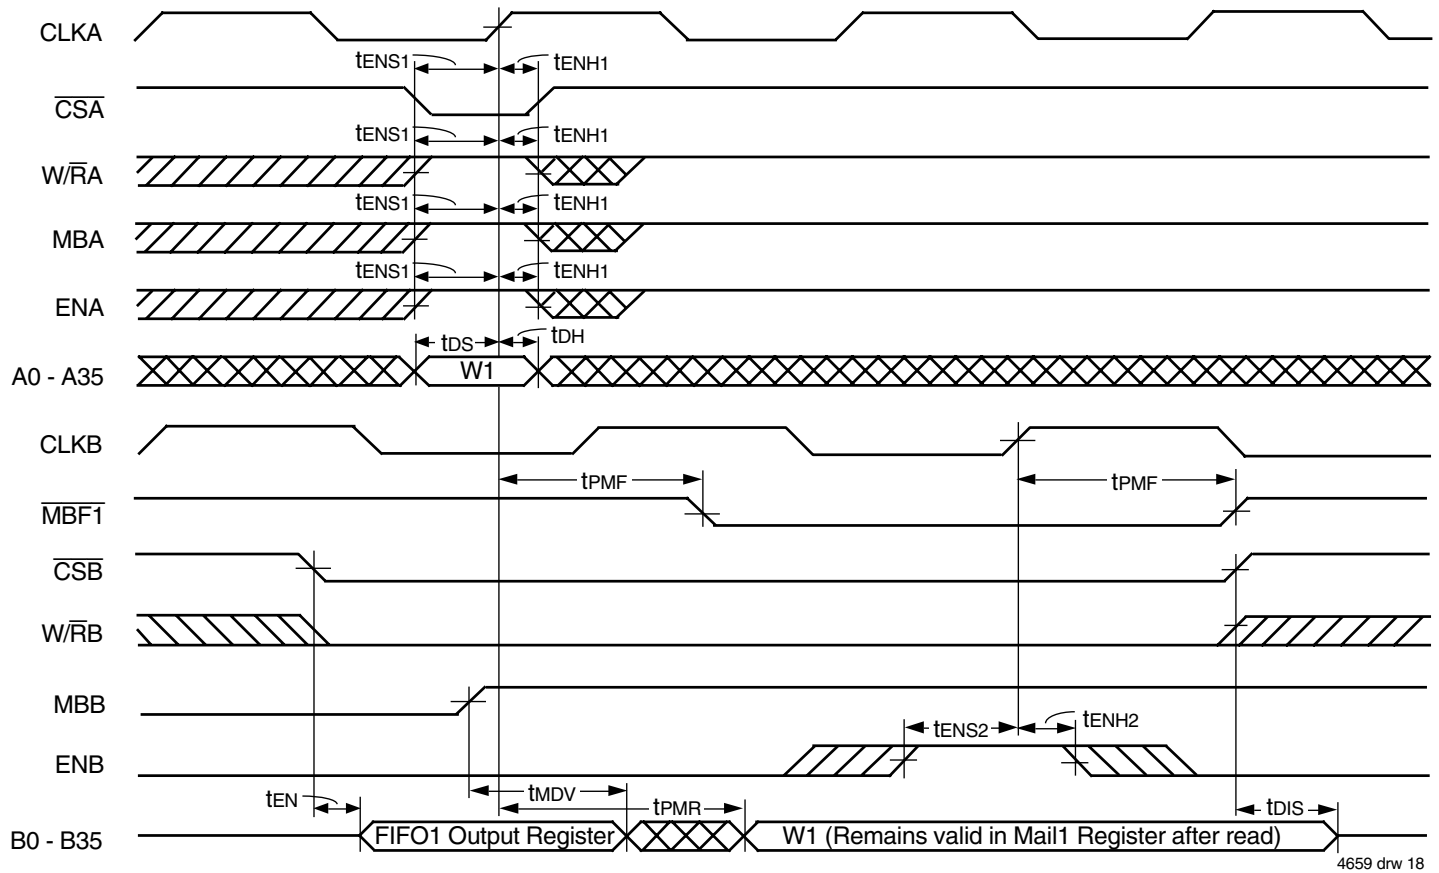 CLKA
tENS1 tENH1
CSA
tENS1 tENH1
W/RA
tENS1 tENH1
MBA
tENS1 tENH1
ENA
tDS tDH
A0 - A35 W1
CLKB
tPMF tPMF
MBF1
CSB
W/RB
MBB
tENS2 tENH2
ENB
tEN tMDV tPMR tDIS
B0 - B35 FIFO1 Output Register W1 (Remains valid in Mail1 Register after read)
4659 drw 18